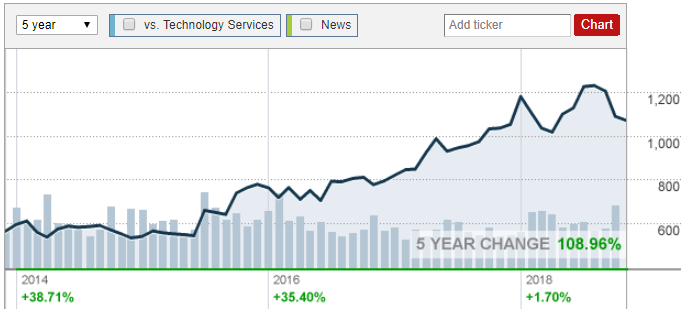 5 year vs. Technology Services News Add ticker Chart
1,200
1,000
800
600
5 YEAR CHANGE 108.96%
2014 2016 2018
+38.71% +35.40% +1.70%